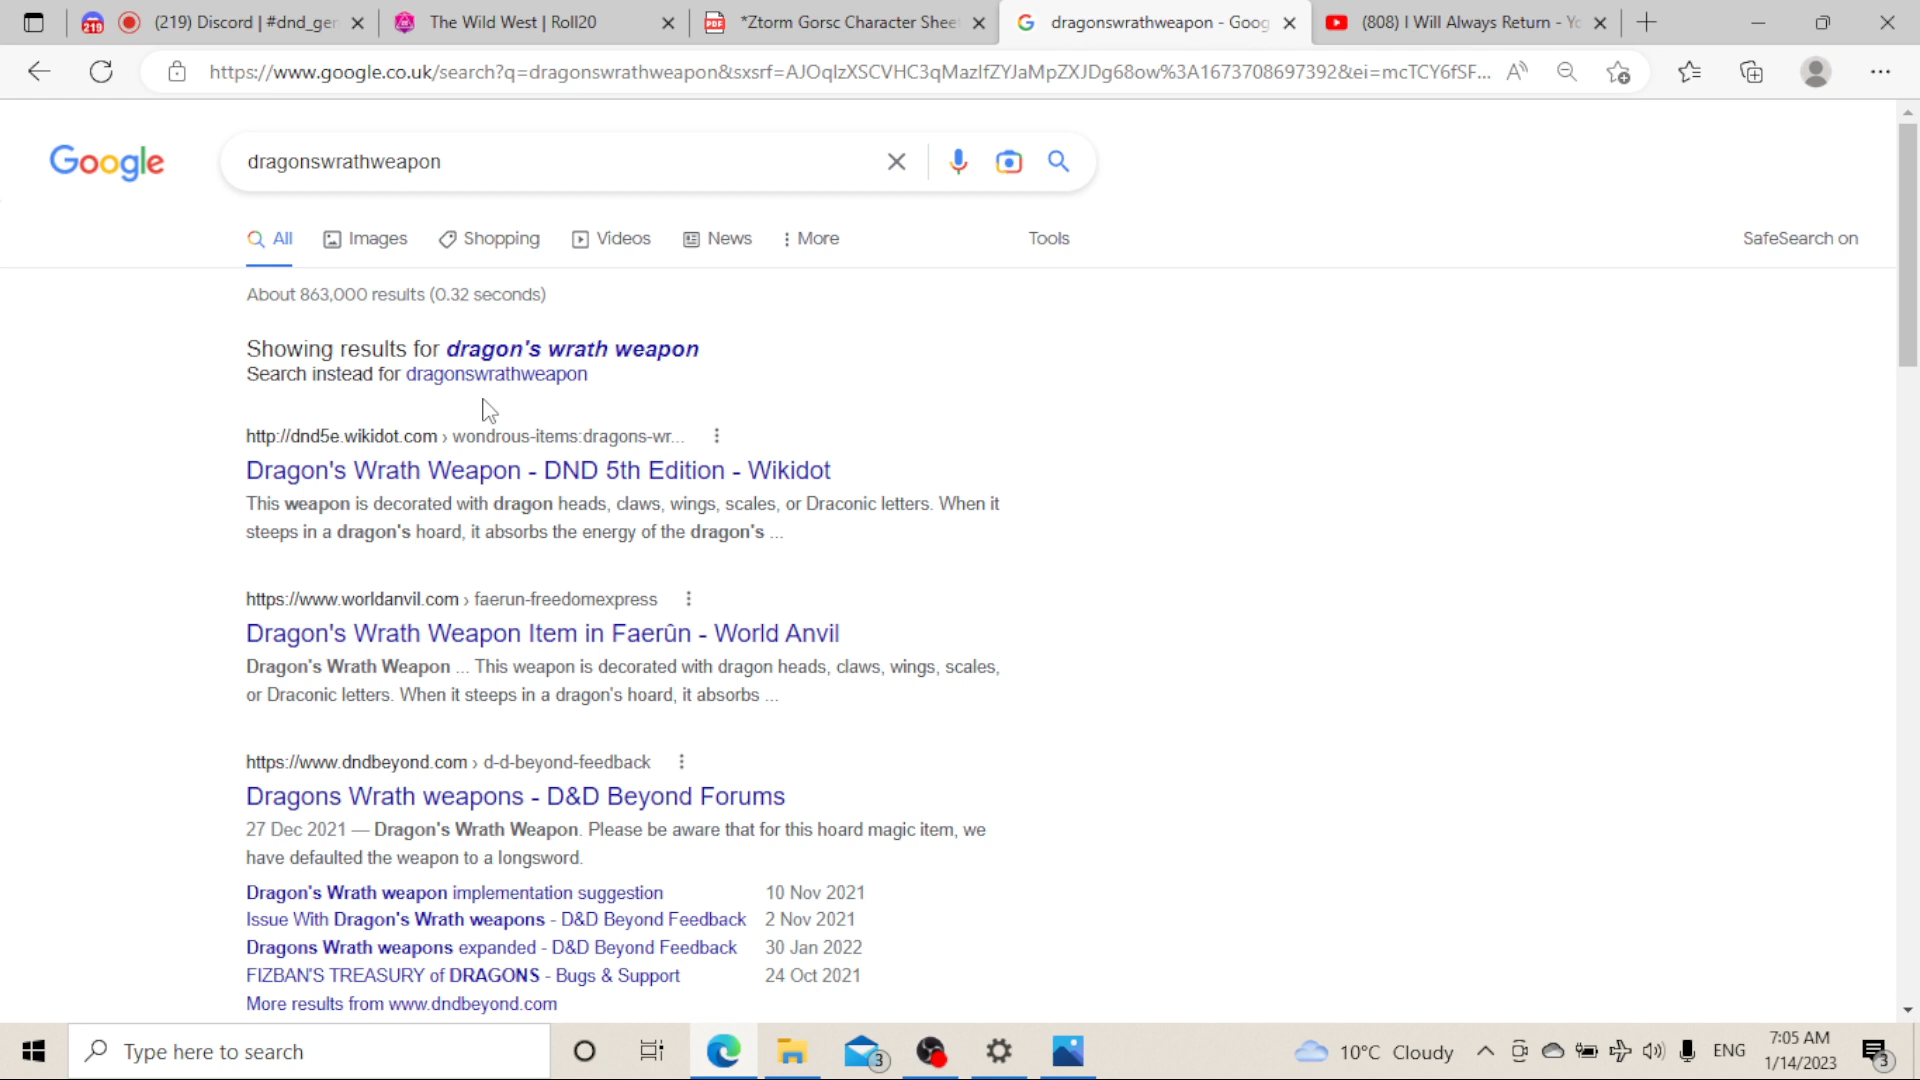 219
(219) Discord | #dnd_ger
The Wild West | Roll20
PDF
*Ztorm Gorsc Character Shee
dragonswrathweapon - Goog
(808) I Will Always Return - Yo
https://www.google.co.uk/search?q=dragonswrathweapon&sxsrf=AJOqlzXSCVHC3qMazlfZYJaMpZXJDg68ow%3A1673708697392&ei=mcTCY6fSF...
Google
dragonswrathweapon
All
Images
Shopping
Videos
News
More
Tools
SafeSearch on
About 863,000 results (0.32 seconds)
Showing results for dragon's wrath weapon
Search instead for dragonswrathweapon
http://dnd5e.wikidot.com › wondrous-items:dragons-wr...
Dragon's Wrath Weapon - DND 5th Edition - Wikidot
This weapon is decorated with dragon heads, claws, wings, scales, or Draconic letters. When it
steeps in a dragon's hoard, it absorbs the energy of the dragon's ...
https://www.worldanvil.com › faerun-freedomexpress
Dragon's Wrath Weapon Item in Faerûn - World Anvil
Dragon's Wrath Weapon ... This weapon is decorated with dragon heads, claws, wings, scales,
or Draconic letters. When it steeps in a dragon's hoard, it absorbs ...
https://www.dndbeyond.com › d-d-beyond-feedback
Dragons Wrath weapons - D&D Beyond Forums
27 Dec 2021 — Dragon's Wrath Weapon. Please be aware that for this hoard magic item, we
have defaulted the weapon to a longsword.
Dragon's Wrath weapon implementation suggestion 10 Nov 2021
Issue With Dragon's Wrath weapons - D&D Beyond Feedback 2 Nov 2021
Dragons Wrath weapons expanded - D&D Beyond Feedback 30 Jan 2022
FIZBAN'S TREASURY of DRAGONS - Bugs & Support 24 Oct 2021
More results from www.dndbeyond.com
Type here to search
3
10°C Cloudy
ENG
7:05 AM
1/14/2023
3